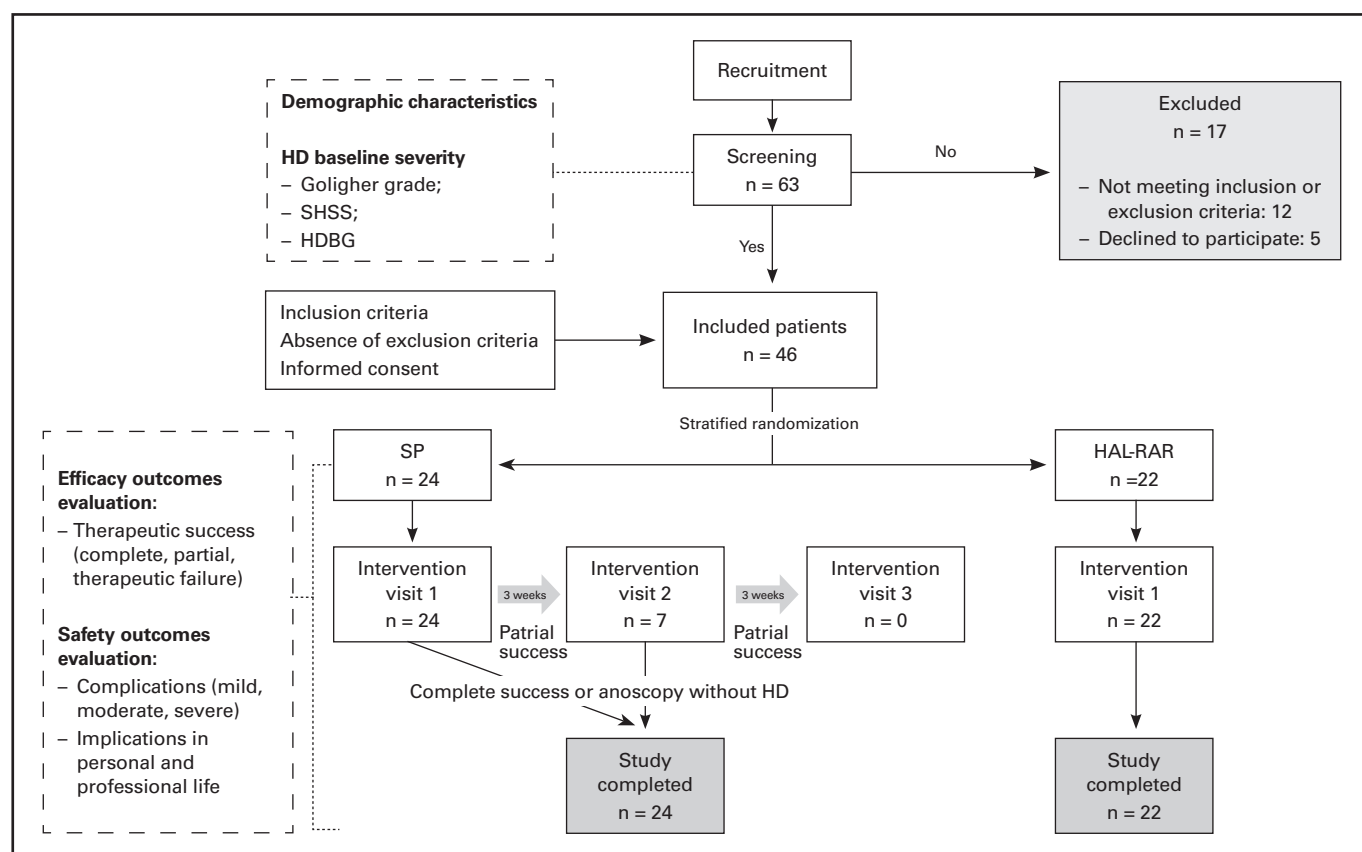 Recruitment
Demographic characteristics
HD baseline severity
– Goligher grade;
– SHSS;
– HDBG
Screening
n = 63
No
Excluded
n = 17
– Not meeting inclusion or
exclusion criteria: 12
– Declined to participate: 5
Yes
Inclusion criteria
Absence of exclusion criteria
Informed consent
Included patients
n = 46
Stratified randomization
SP
n = 24
HAL-RAR
n =22
Efficacy outcomes
evaluation:
– Therapeutic success
(complete, partial,
therapeutic failure)
Safety outcomes
evaluation:
– Complications (mild,
moderate, severe)
– Implications in
personal and
professional life
Intervention
visit 1
n = 24
3 weeks
Patrial
success
Intervention
visit 2
n = 7
3 weeks
Patrial
success
Intervention
visit 3
n = 0
Intervention
visit 1
n = 22
Complete success or anoscopy without HD
Study
completed
n = 24
Study
completed
n = 22